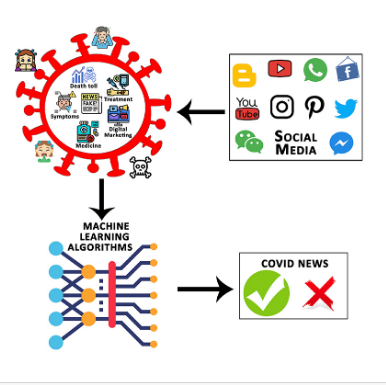 Death toll
NEWS
FAKE!
Treatment
Symptoms
Digital
Marketing
Medicine
You
Tube
SOCIAL
MEDIA
MACHINE
LEARNING
ALGORITHMS
COVID NEWS